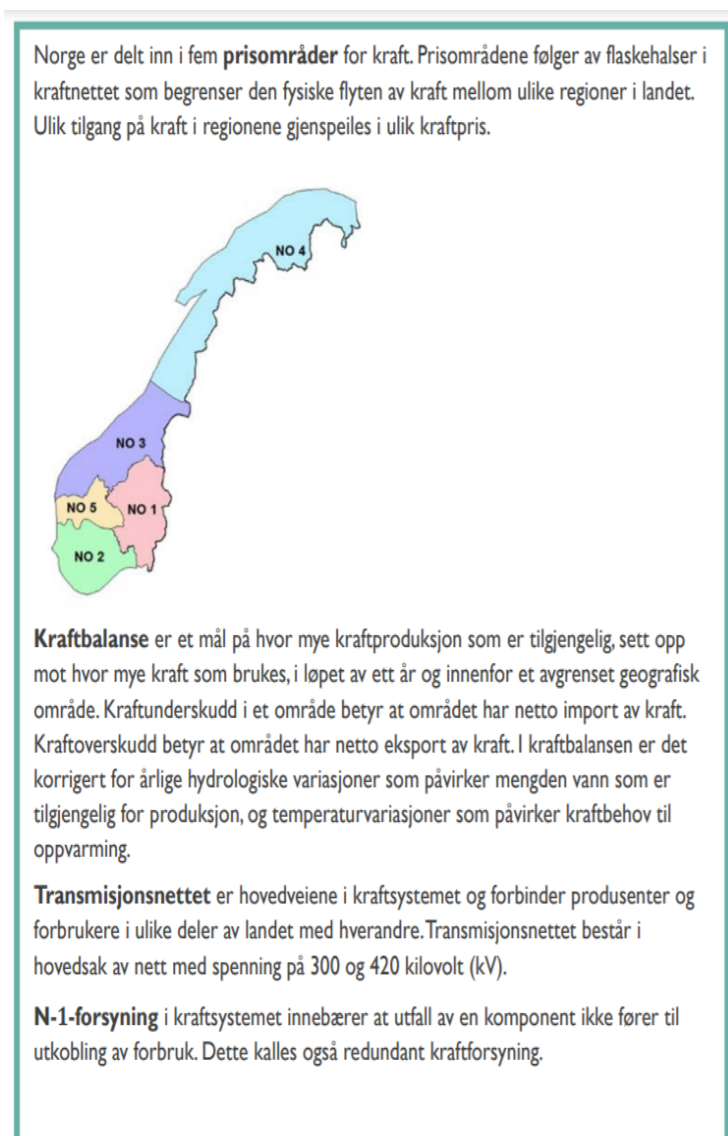 Norge er delt inn i fem prisområder for kraft. Prisområdene følger av flaskehalser i
kraftnettet som begrenser den fysiske flyten av kraft mellom ulike regioner i landet.
Ulik tilgang på kraft i regionene gjenspeiles i ulik kraftpris.
NO 4
NO 3
NO 5
NO 1
NO 2
Kraftbalanse er et mål på hvor mye kraftproduksjon som er tilgjengelig, sett opp
mot hvor mye kraft som brukes, i løpet av ett år og innenfor et avgrenset geografisk
område. Kraftunderskudd i et område betyr at området har netto import av kraft.
Kraftoverskudd betyr at området har netto eksport av kraft. I kraftbalansen er det
korrigert for årlige hydrologiske variasjoner som påvirker mengden vann som er
tilgjengelig for produksjon, og temperaturvariasjoner som påvirker kraftbehov til
oppvarming.
Transmisjonsnettet er hovedveiene i kraftsystemet og forbinder produsenter og
forbrukere i ulike deler av landet med hverandre. Transmisjonsnettet består i
hovedsak av nett med spenning på 300 og 420 kilovolt (kV).
N-1-forsyning i kraftsystemet innebærer at utfall av en komponent ikke fører til
utkobling av forbruk. Dette kalles også redundant kraftforsyning.